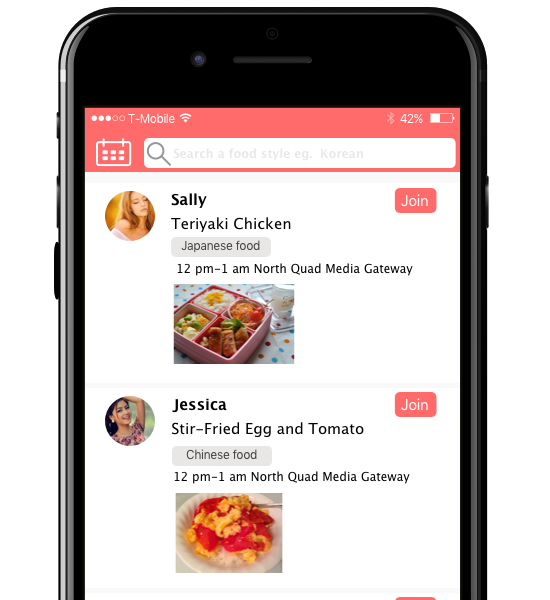 T-Mobile 42%
Search a food style eg. Korean
Sally Join
Teriyaki Chicken
Japanese food
12 pm-1 am North Quad Media Gateway
Jessica Join
Stir-Fried Egg and Tomato
Chinese food
12 pm-1 am North Quad Media Gateway